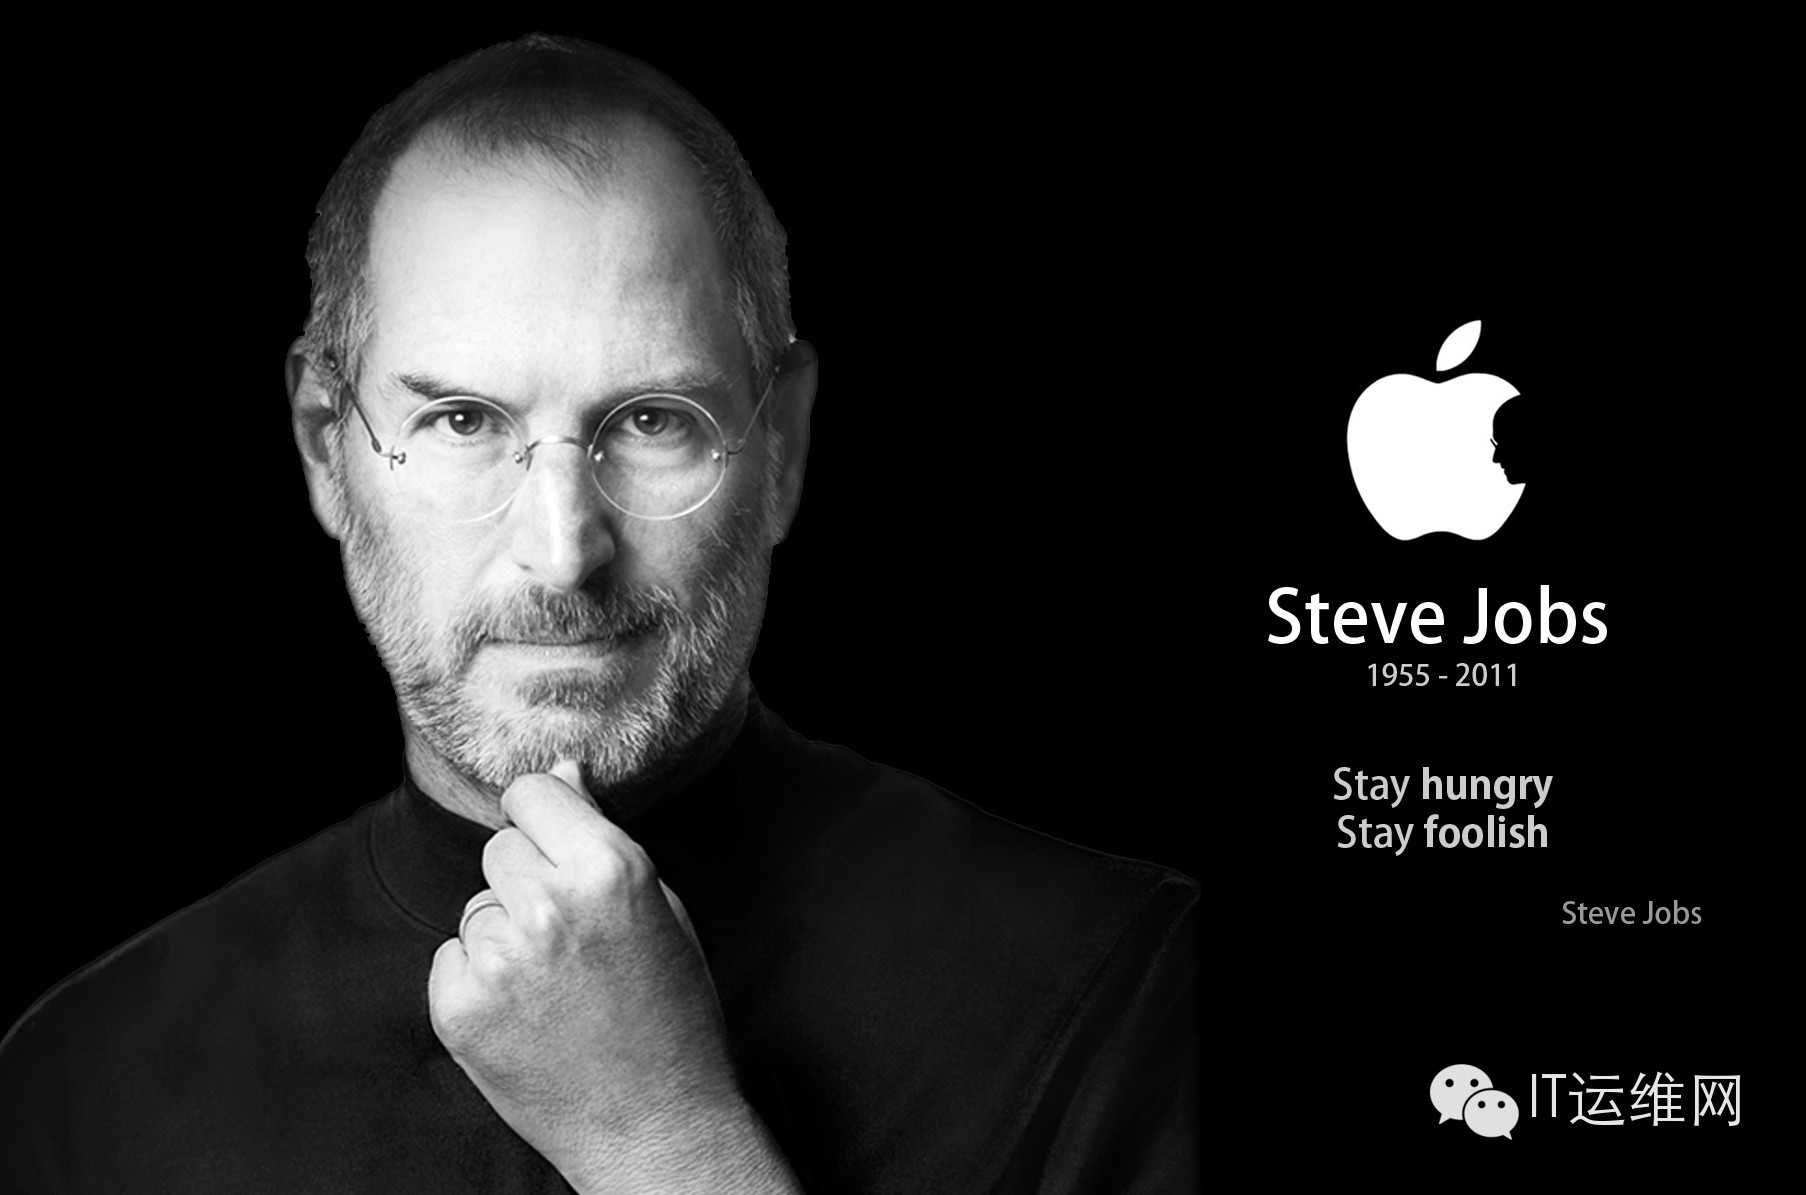 Steve Jobs
1955 - 2011
Stay hungry
Stay foolish
Steve Jobs
IT运维网